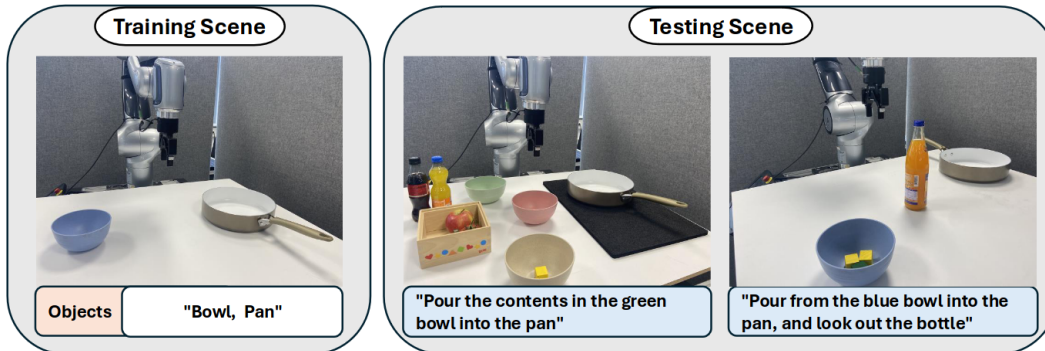 Training Scene
Testing Scene
Objects
"Bowl, Pan"
"Pour the contents in the green
bowl into the pan"
"Pour from the blue bowl into the
pan, and look out the bottle"